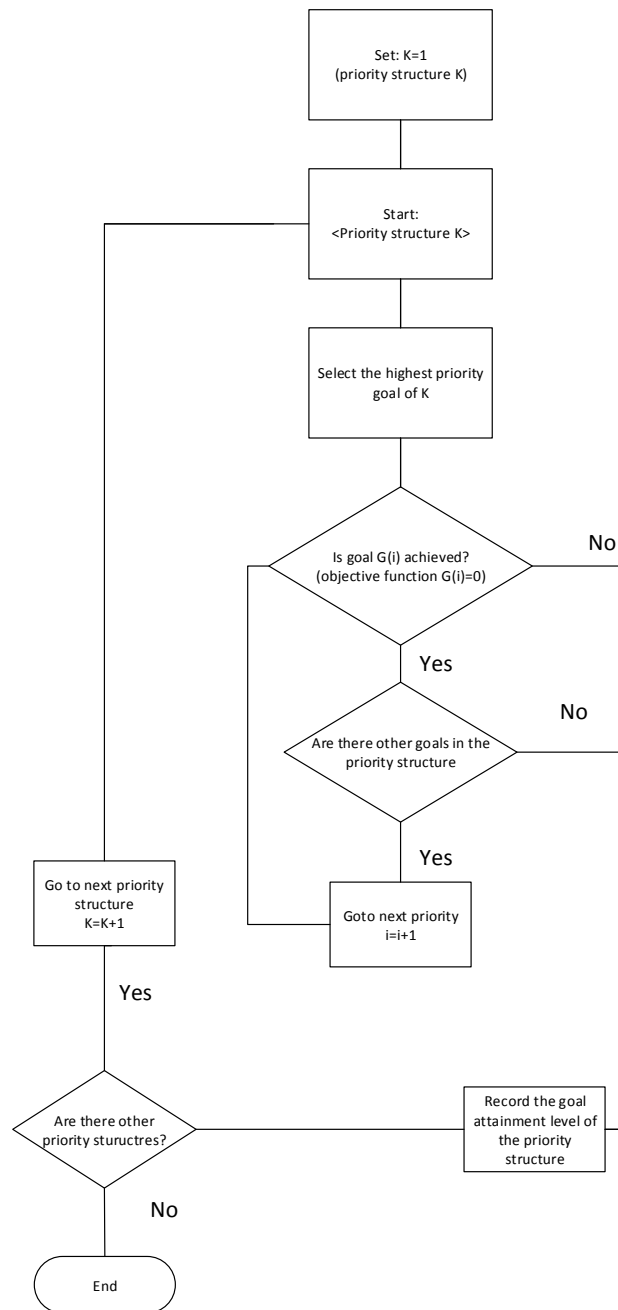 Set: K=1
(priority structure K)
Start:
<Priority structure K>
Select the highest priority
goal of K
Is goal G(i) achieved?
(objective function G(i)=0)
No
Yes
Are there other goals in the
priority structure
No
Yes
Go to next priority
structure
K=K+1
Goto next priority
i=i+1
Yes
Are there other
priority stuructres?
Record the goal
attainment level of
the priority
structure
No
End